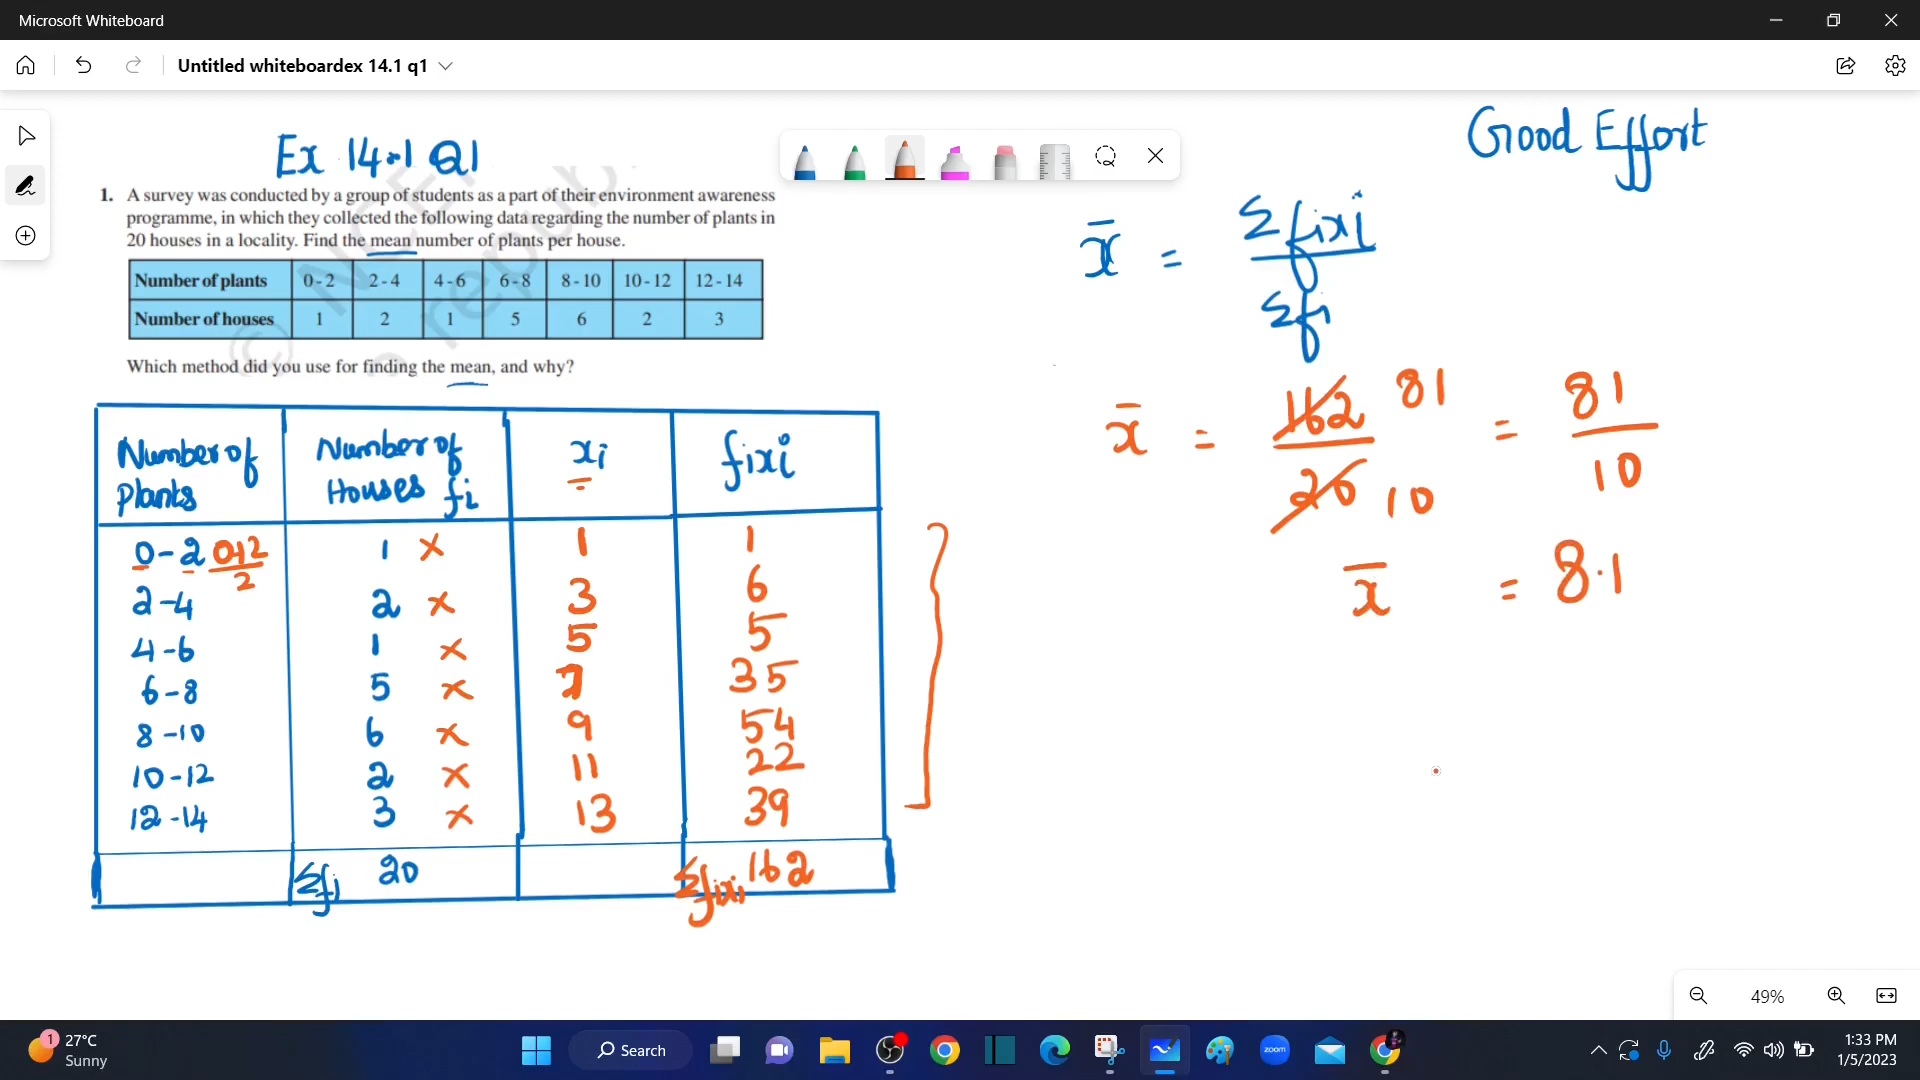 Microsoft Whiteboard
Untitled whiteboardex 14.1 q1
Ex 14.1 Q1
Good Effort
1. A survey was conducted by a group of students as a part of their environment awareness
programme, in which they collected the following data regarding the number of plants in
20 houses in a locality. Find the mean number of plants per house.
Number of plants 0-2 2-4 4-6 6-8 8-10 10-12 12-14
Number of houses 1 2 1 5 6 2 3
Which method did you use for finding the mean, and why?
Number of Plants Number of Houses fi xi fixi
0-2 0+2/2 1 × 1 1
2-4 2 × 3 6
4-6 1 × 5 5
6-8 5 × 7 35
8-10 6 × 9 54
10-12 2 × 11 22
12-14 3 × 13 39
Σfi 20 Σfixi 162
x̄ = Σfixi / Σfi
x̄ = 162 81 / 20 10 = 81 / 10
x̄ = 8.1
49%
1
27°C
Sunny
Search
zoom
1:33 PM
1/5/2023